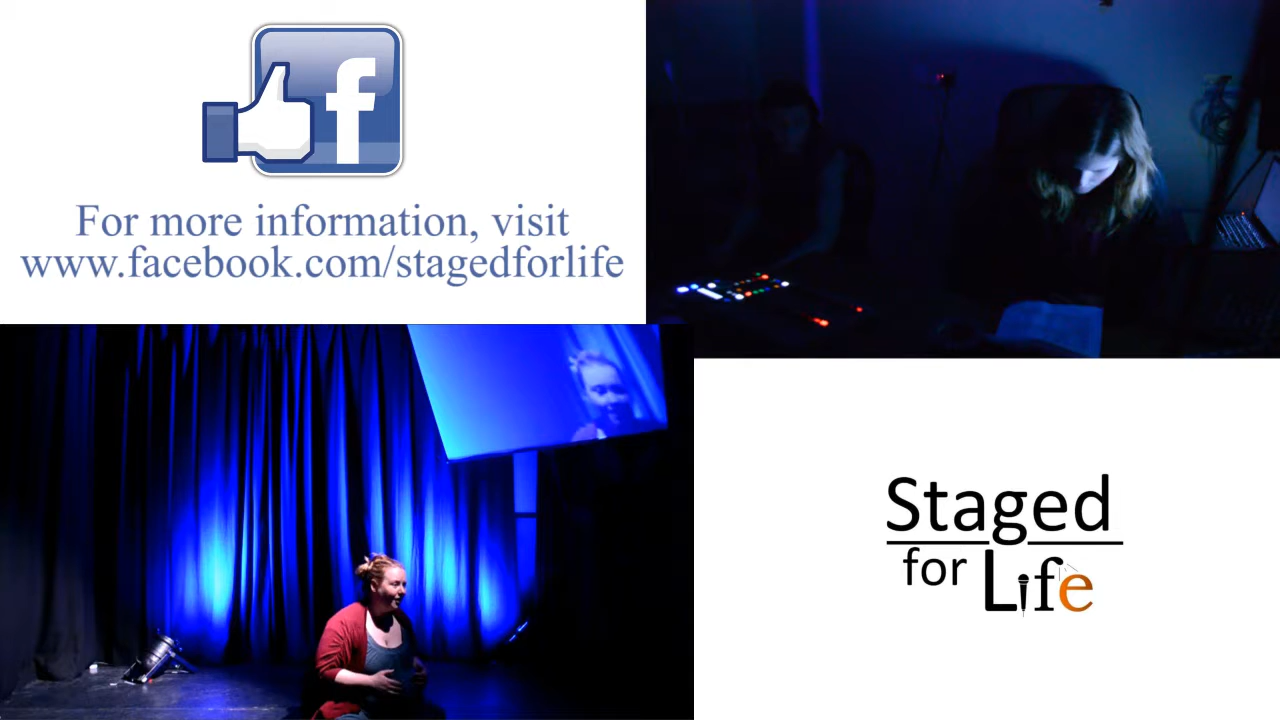 f
For more information, visit
www.facebook.com/stagedforlife
Staged
for Life